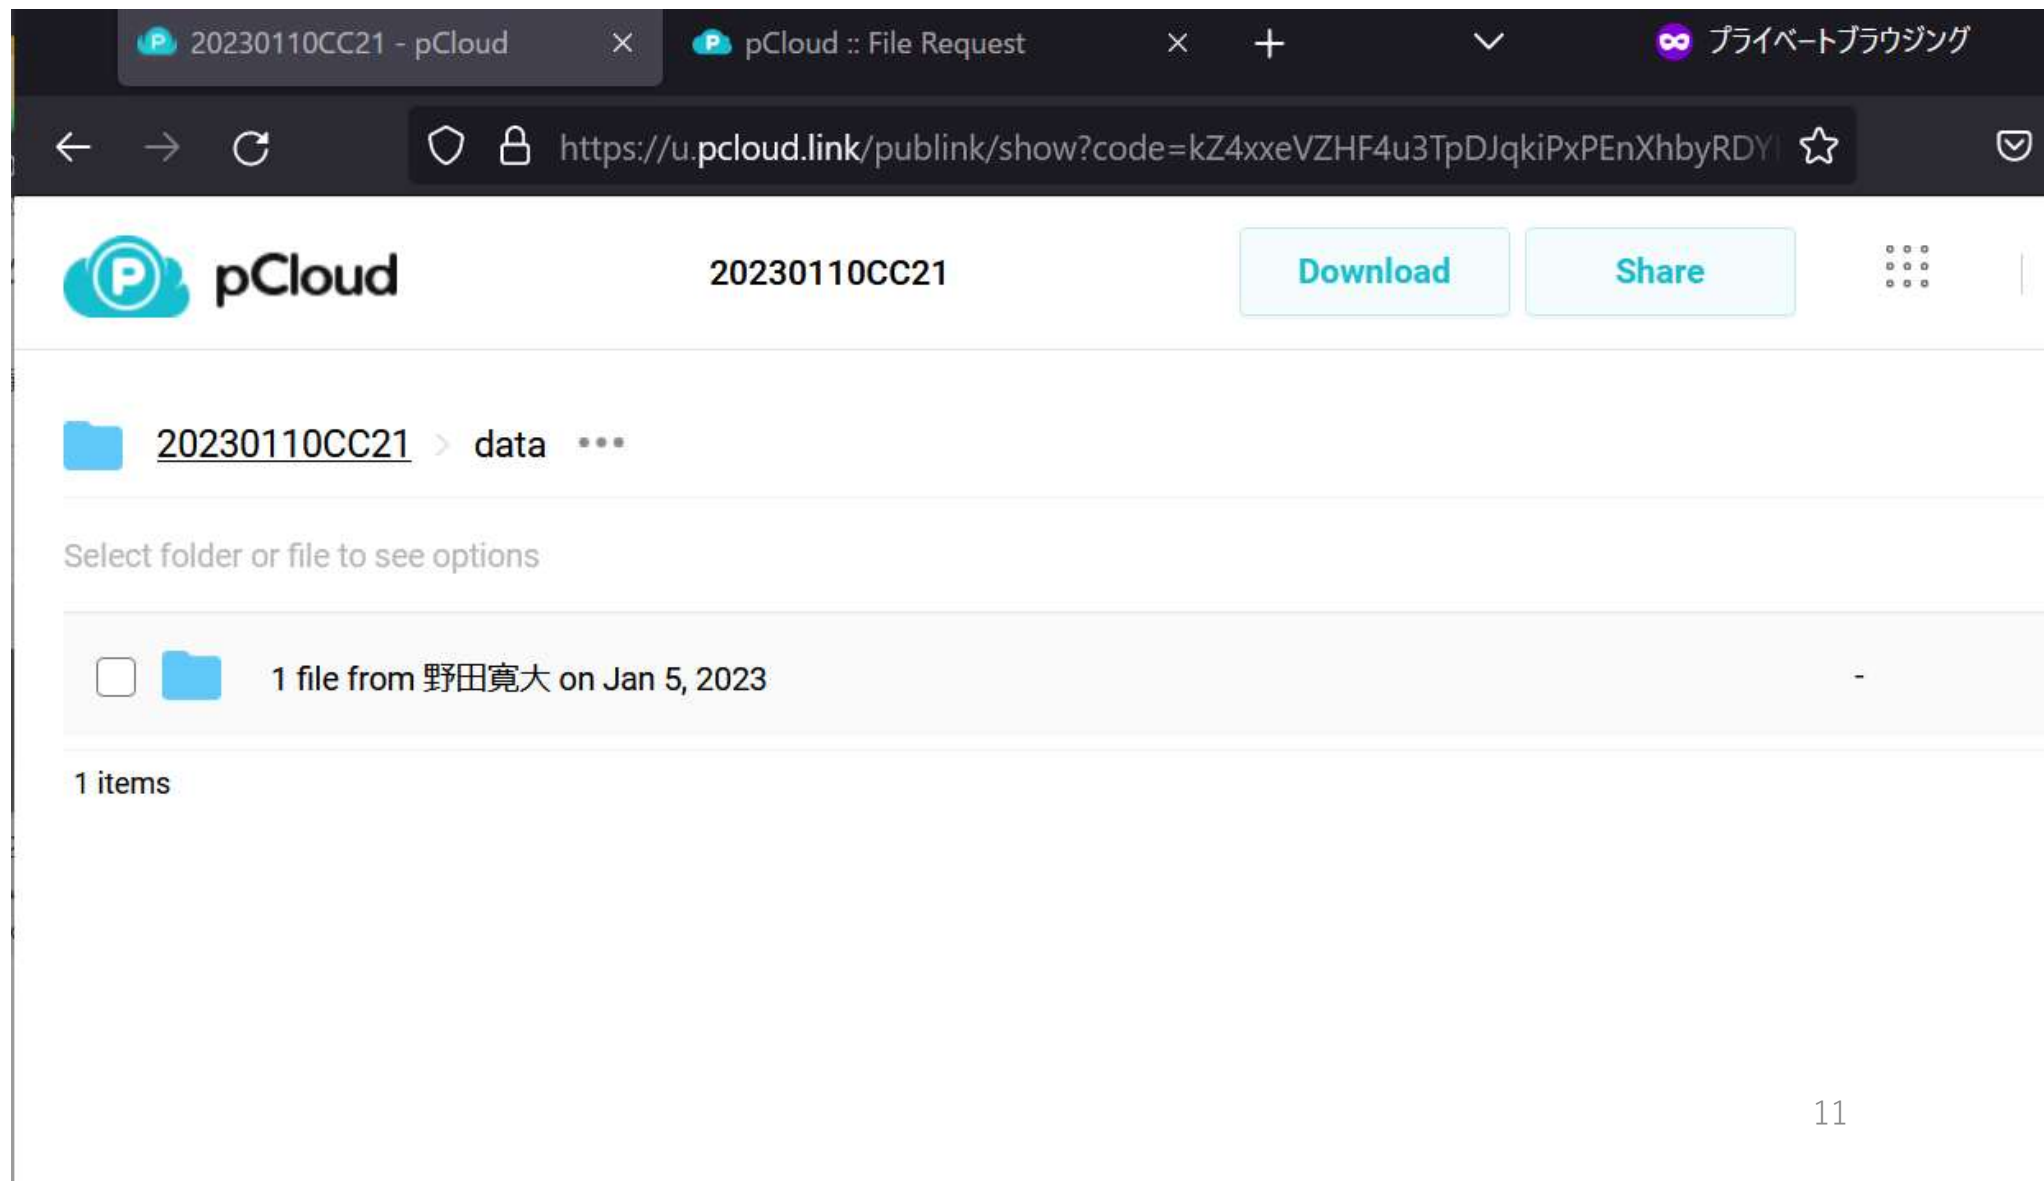 20230110CC21 - pCloud
pCloud :: File Request
プライベートブラウジング
https://u.pcloud.link/publink/show?code=kZ4xxeVZHF4u3TpDJqkiPxPEnXhbyRDY
pCloud
20230110CC21
Download
Share
20230110CC21 > data •••
Select folder or file to see options
1 file from 野田寛大 on Jan 5, 2023 -
1 items
11